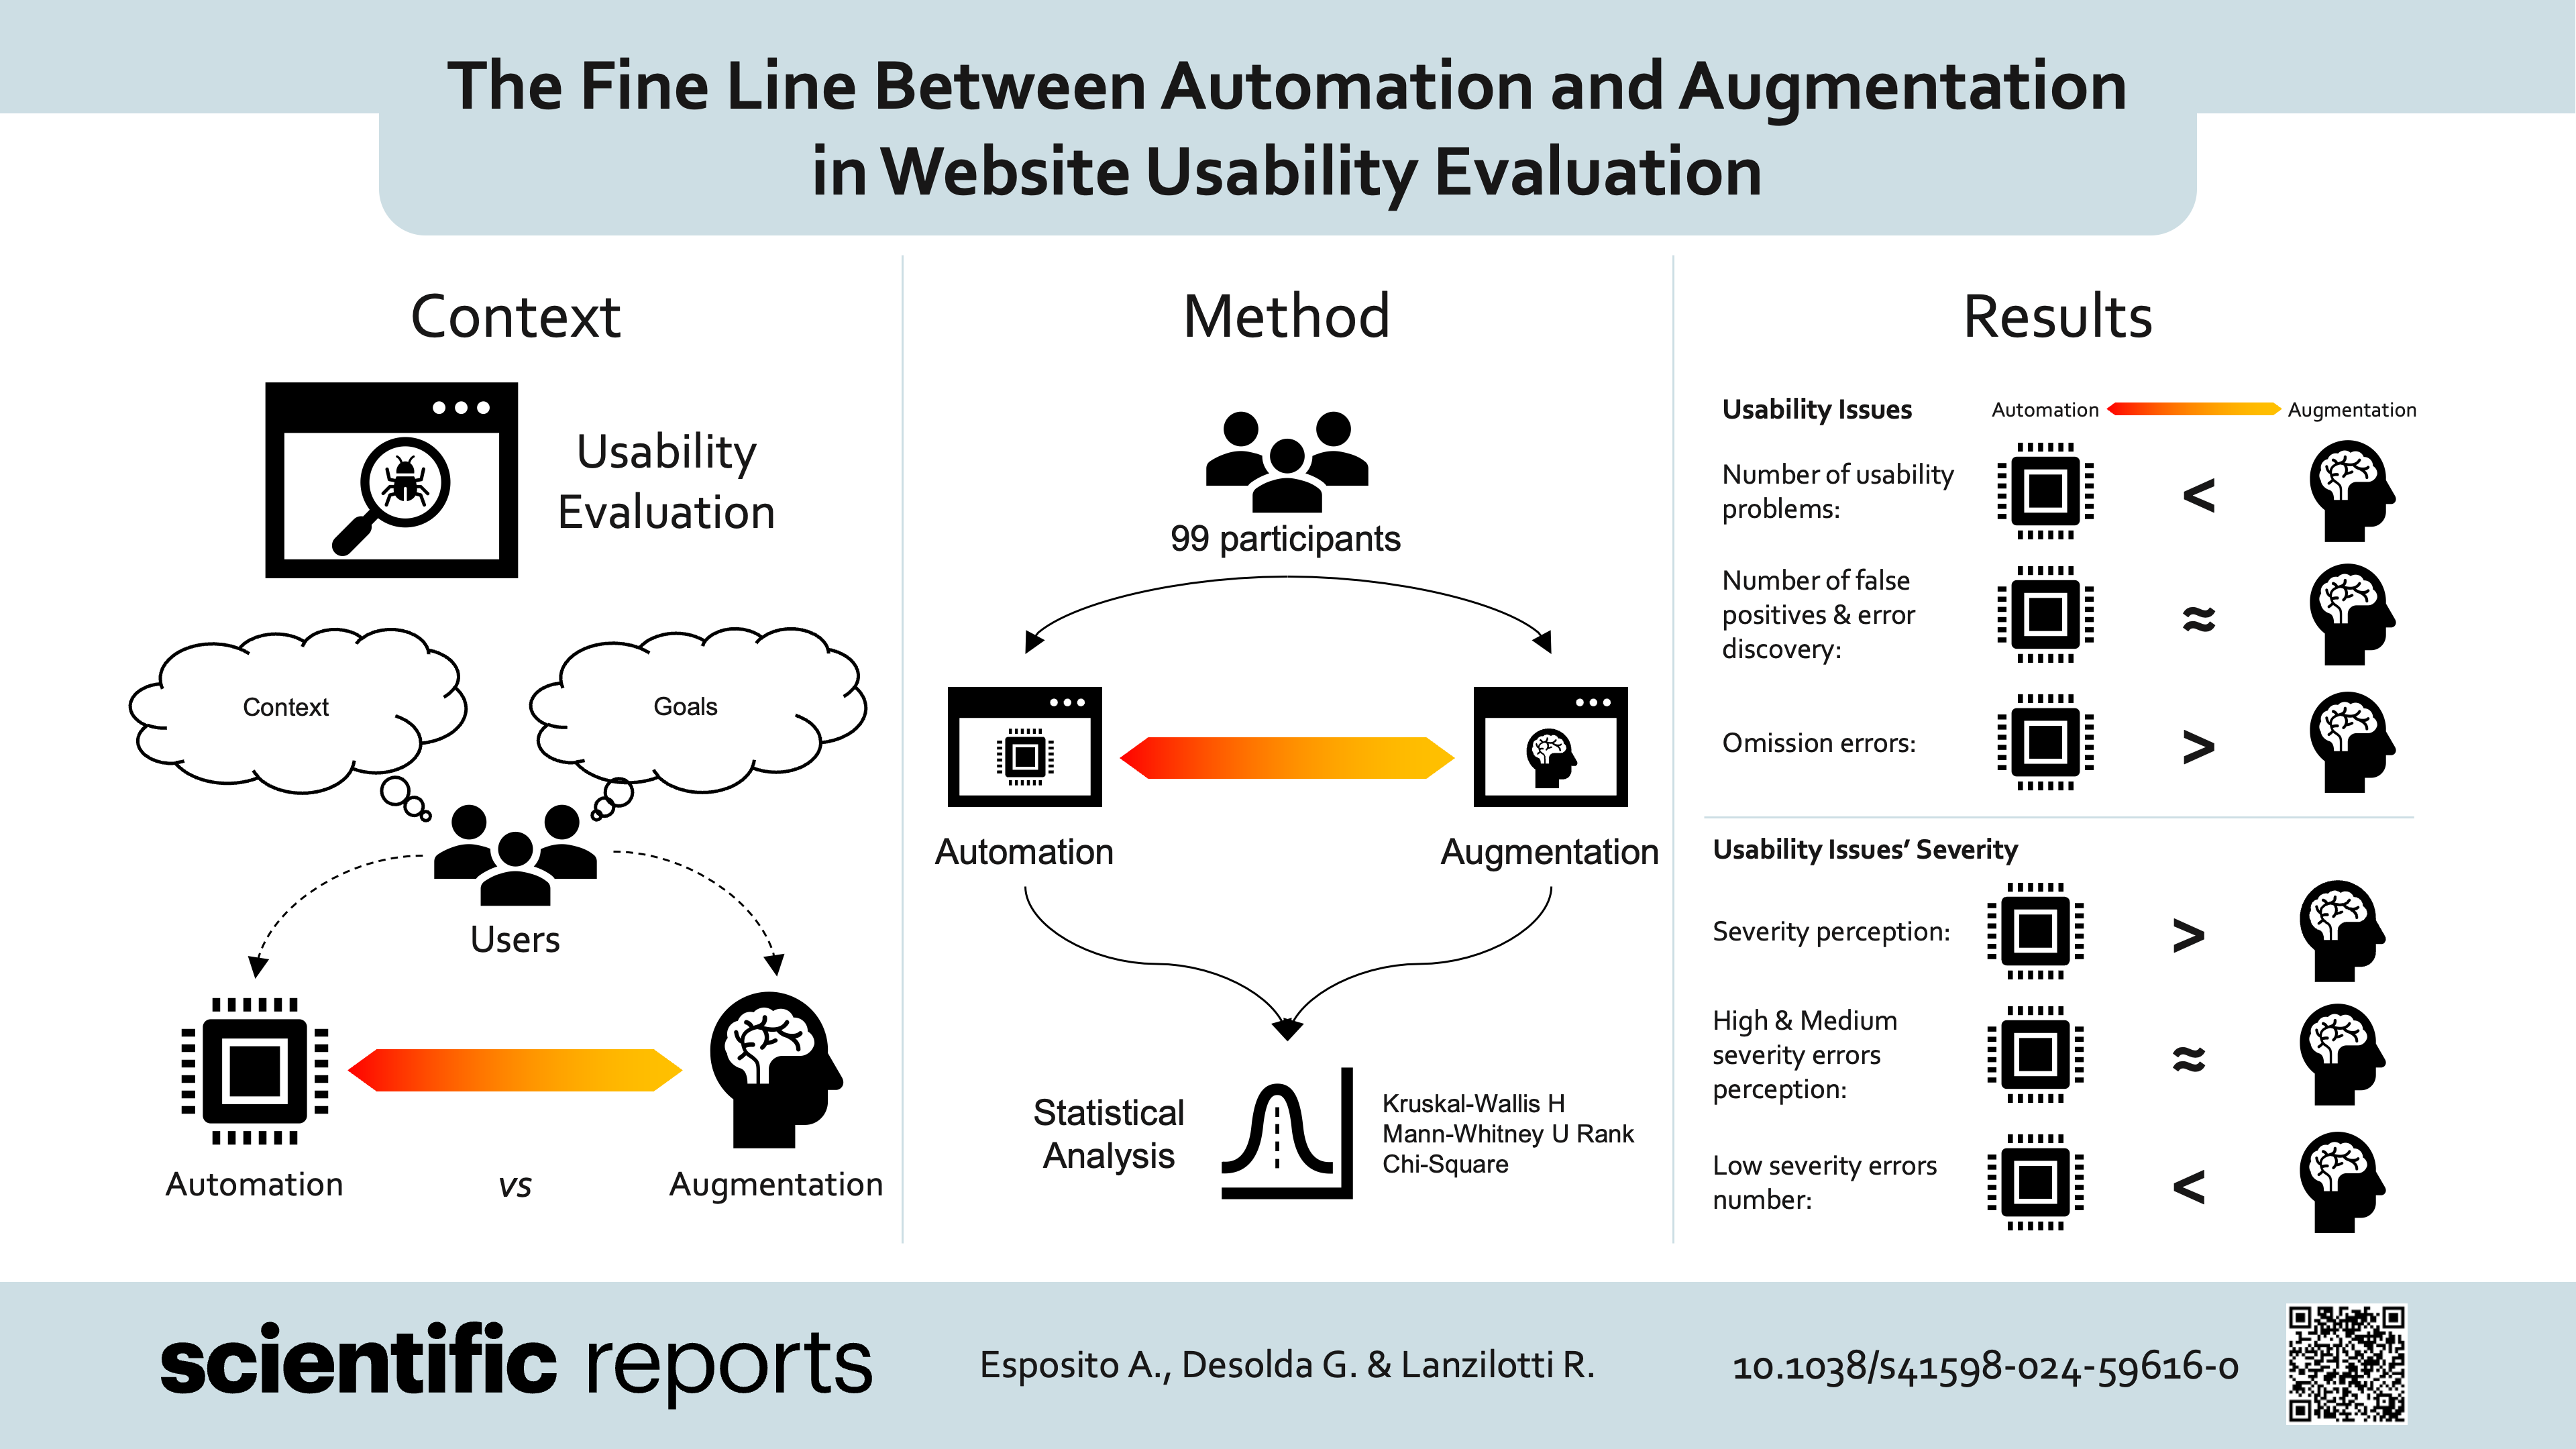 The Fine Line Between Automation and Augmentation
in Website Usability Evaluation
Context
Usability
Evaluation
Context
Goals
Users
Automation
vs
Augmentation
Method
99 participants
Automation
Augmentation
Statistical
Analysis
Kruskal-Wallis H
Mann-Whitney U Rank
Chi-Square
Results
Usability Issues
Automation
Augmentation
Number of usability
problems:
<
Number of false
positives & error
discovery:
≈
Omission errors:
>
Usability Issues’ Severity
Severity perception:
>
High & Medium
severity errors
perception:
≈
Low severity errors
number:
<
scientific reports
Esposito A., Desolda G. & Lanzilotti R.
10.1038/s41598-024-59616-0